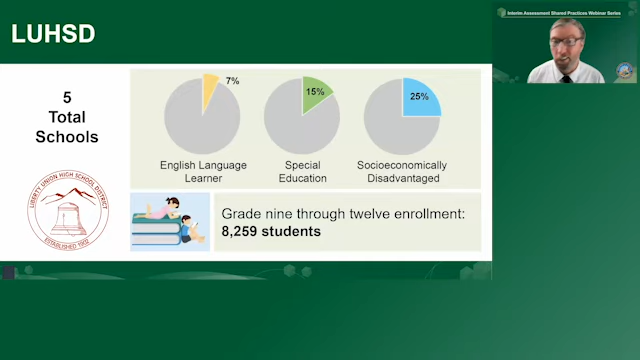 Interim Assessment Shared Practices Webinar Series
LUHSD
5
Total
Schools
7%
15%
25%
English Language
Learner
Special
Education
Socioeconomically
Disadvantaged
LIBERTY UNION HIGH SCHOOL DISTRICT
ESTABLISHED 1902
Grade nine through twelve enrollment:
8,259 students